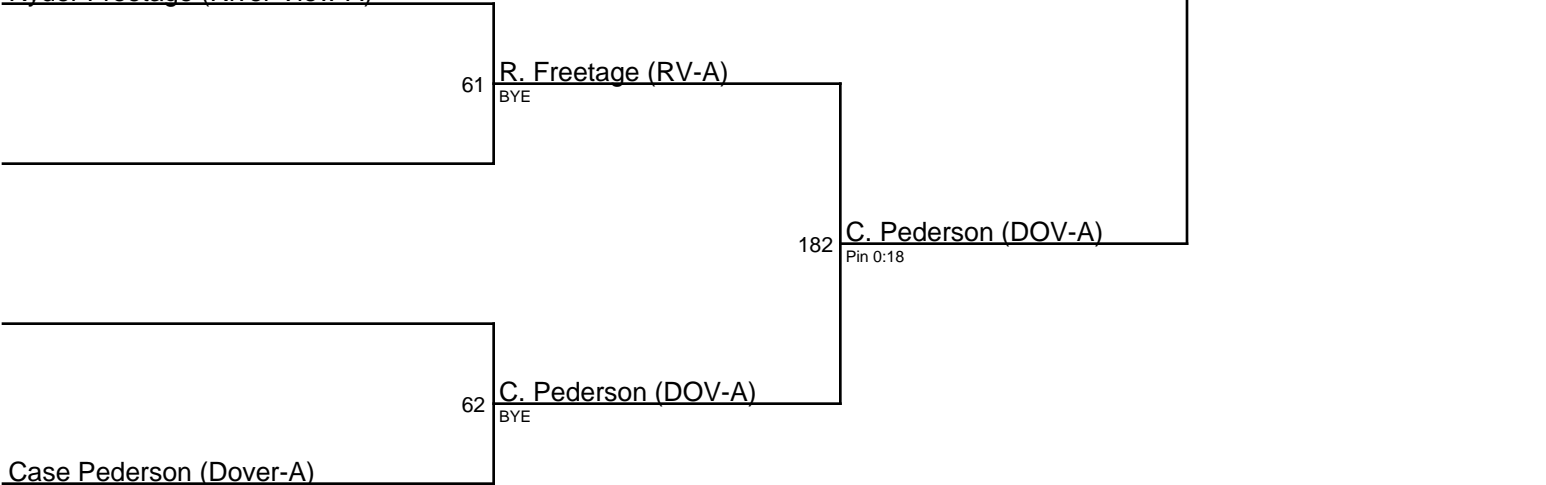 61
R. Freetage (RV-A)
BYE
182
C. Pederson (DOV-A)
Pin 0:18
62
C. Pederson (DOV-A)
BYE
Case Pederson (Dover-A)